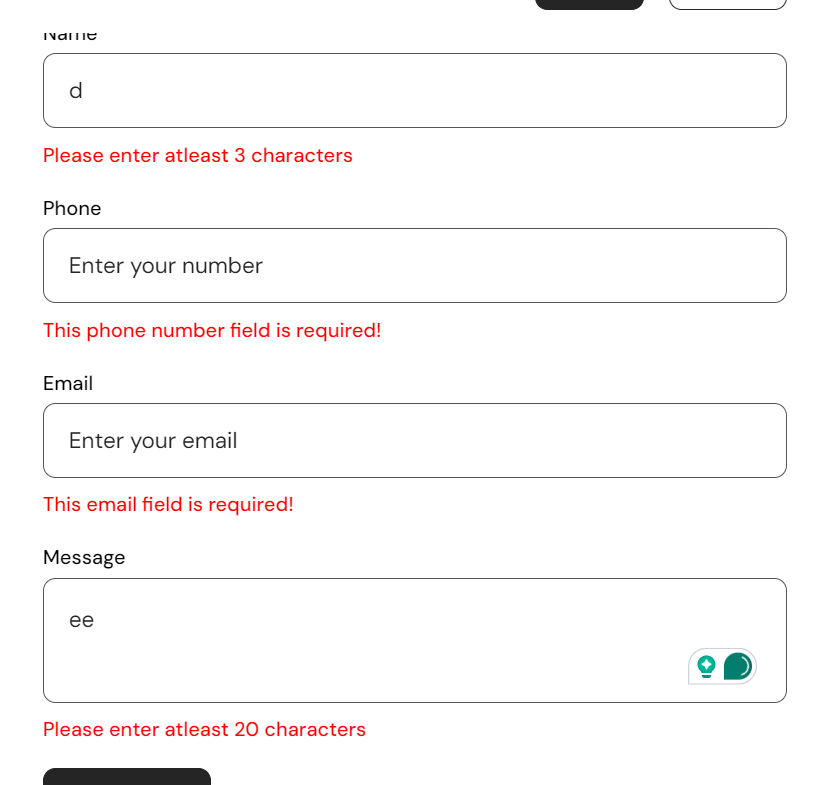 Name
d
Please enter atleast 3 characters
Phone
Enter your number
This phone number field is required!
Email
Enter your email
This email field is required!
Message
ee
Please enter atleast 20 characters